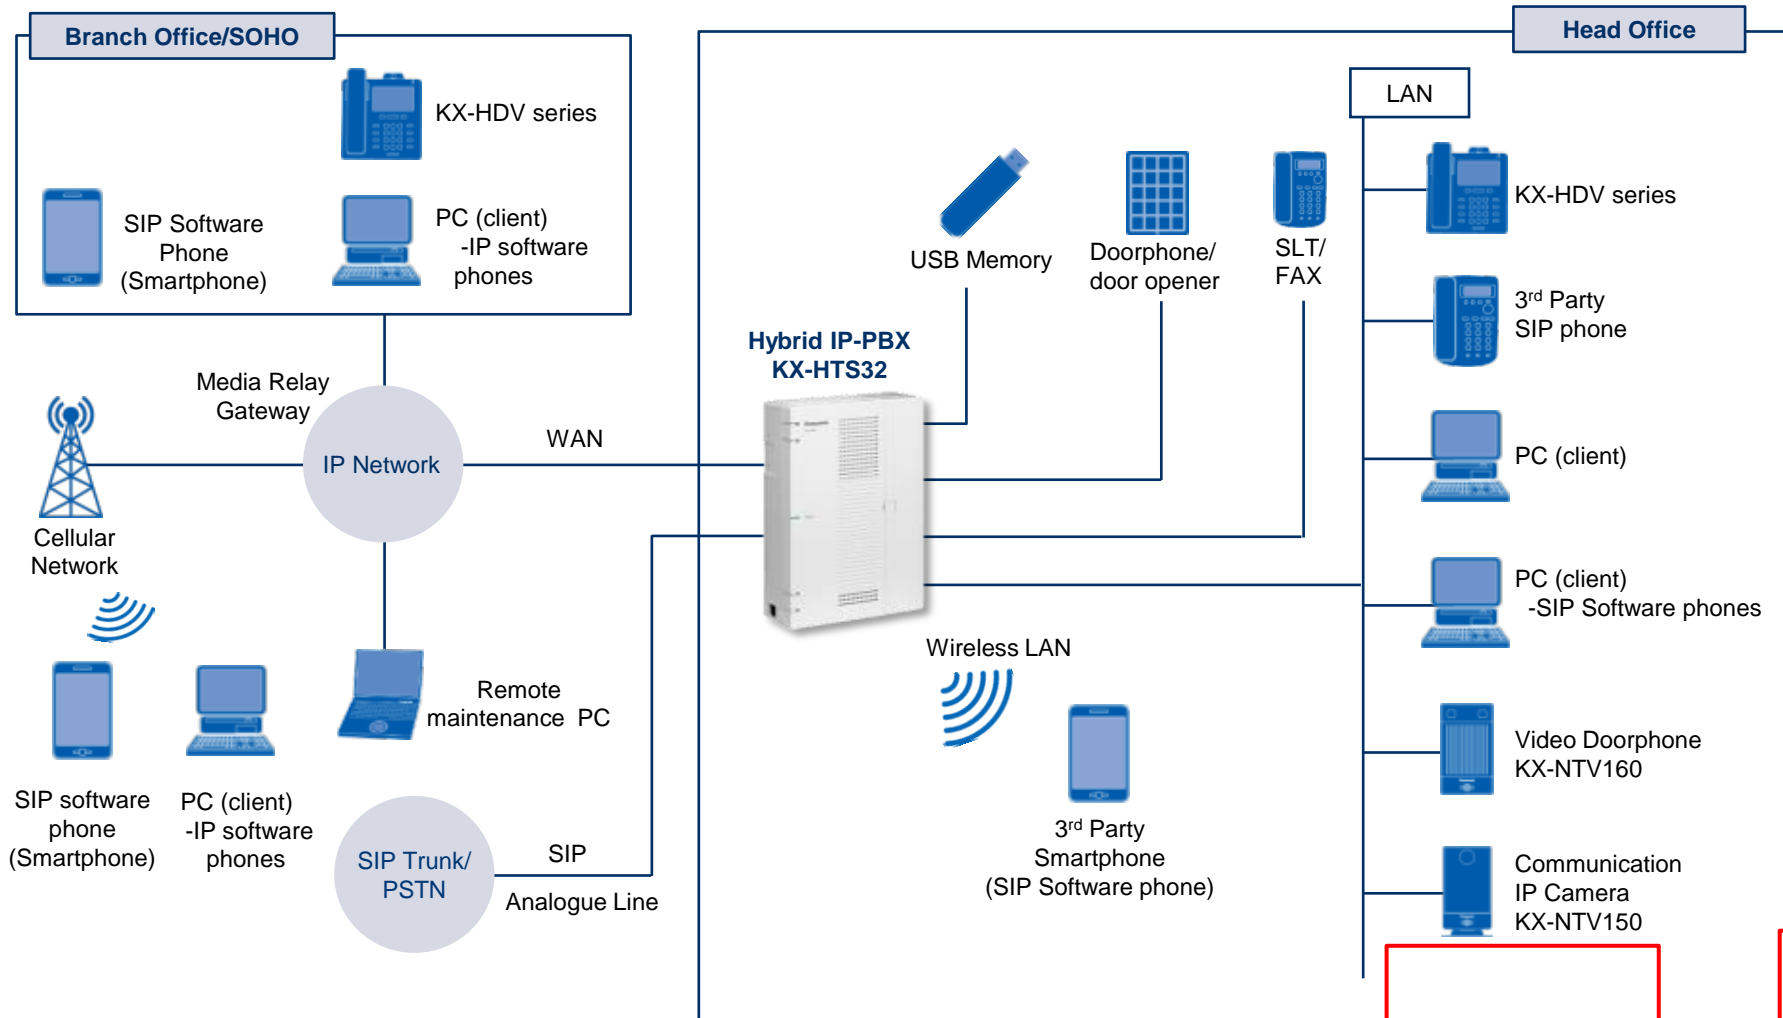 Branch Office/SOHO
KX-HDV series
SIP Software
Phone
(Smartphone)
PC (client)
-IP software
phones
Media Relay
Gateway
IP Network
WAN
Cellular
Network
Remote
maintenance PC
SIP software
phone
(Smartphone)
PC (client)
-IP software
phones
SIP Trunk/
PSTN
SIP
Analogue Line
Head Office
LAN
USB Memory
Doorphone/
door opener
SLT/
FAX
Hybrid IP-PBX
KX-HTS32
Wireless LAN
3rd Party
Smartphone
(SIP Software phone)
KX-HDV series
3rd Party
SIP phone
PC (client)
PC (client)
-SIP Software phones
Video Doorphone
KX-NTV160
Communication
IP Camera
KX-NTV150